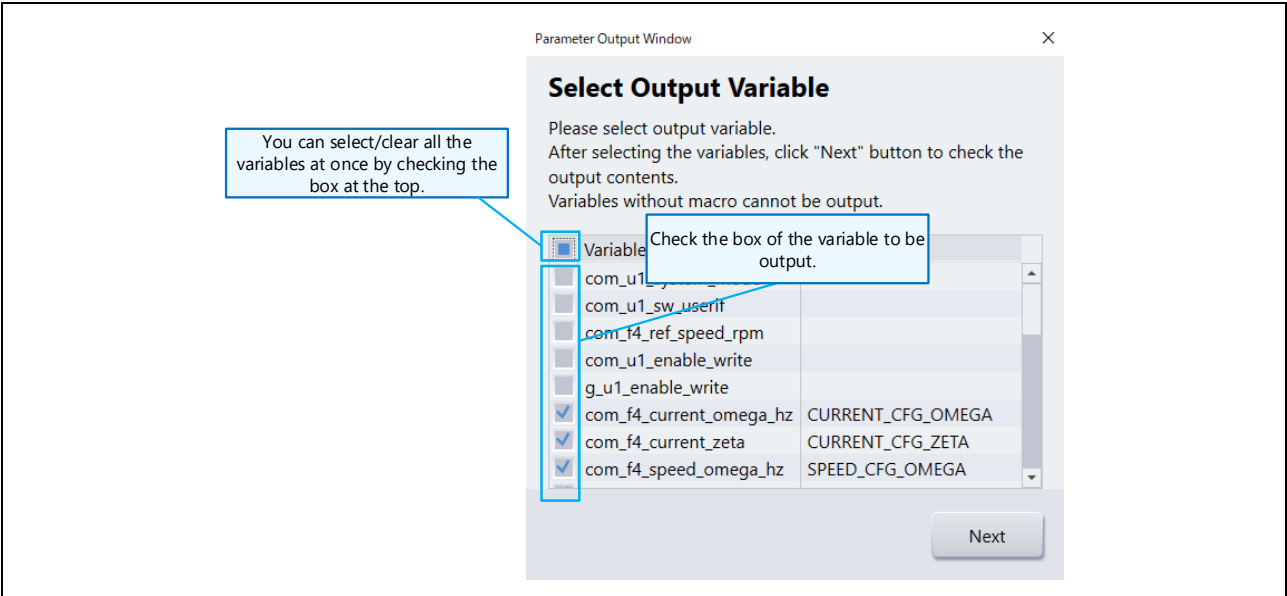 Parameter Output Window
Select Output Variable
Please select output variable.
After selecting the variables, click "Next" button to check the
output contents.
Variables without macro cannot be output.
You can select/clear all the
variables at once by checking the
box at the top.
Check the box of the variable to be
output.
Variable
com_u1_system_mode
com_u1_sw_userif
com_f4_ref_speed_rpm
com_u1_enable_write
g_u1_enable_write
com_f4_current_omega_hz CURRENT_CFG_OMEGA
com_f4_current_zeta CURRENT_CFG_ZETA
com_f4_speed_omega_hz SPEED_CFG_OMEGA
Next